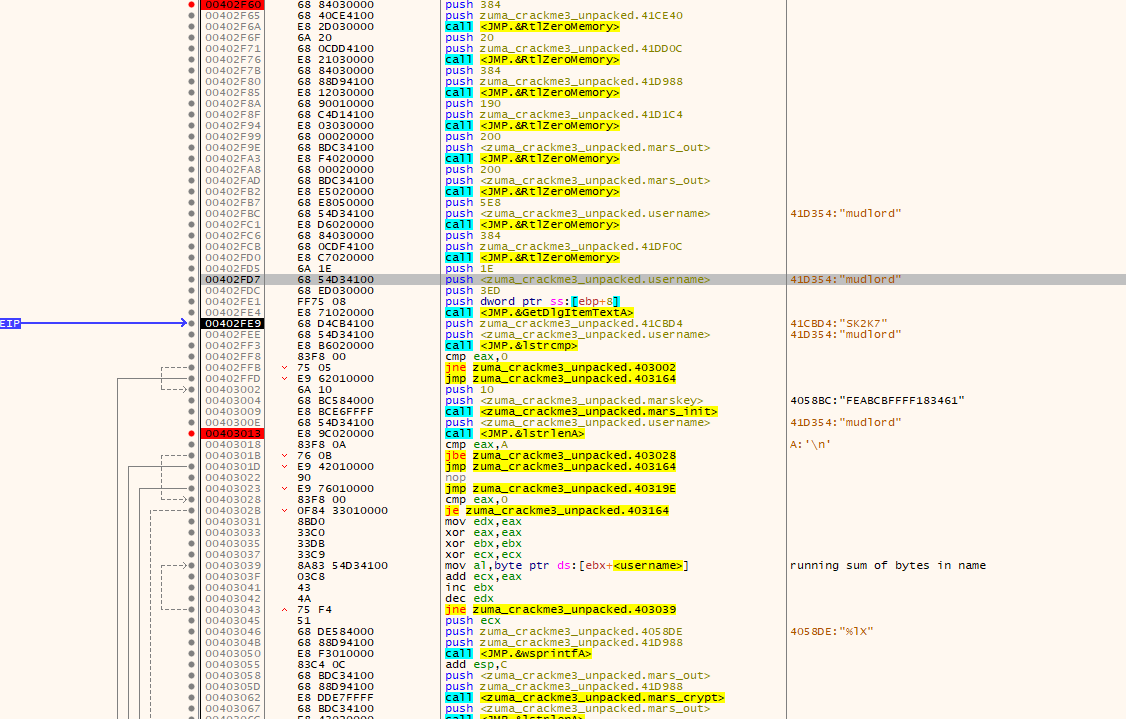 00402F60 68 84030000 push 384
00402F65 68 40CE4100 push zuma_crackme3_unpacked.41CE40
00402F6A E8 2D030000 call <JMP.&RtlZeroMemory>
00402F6F 6A 20 push 20
00402F71 68 0CDD4100 push zuma_crackme3_unpacked.41DD0C
00402F76 E8 21030000 call <JMP.&RtlZeroMemory>
00402F7B 68 84030000 push 384
00402F80 68 88D94100 push zuma_crackme3_unpacked.41D988
00402F85 E8 12030000 call <JMP.&RtlZeroMemory>
00402F8A 68 90010000 push 190
00402F8F 68 C4D14100 push zuma_crackme3_unpacked.41D1C4
00402F94 E8 03030000 call <JMP.&RtlZeroMemory>
00402F99 68 00020000 push 200
00402F9E 68 BDC34100 push <zuma_crackme3_unpacked.mars_out>
00402FA3 E8 F4020000 call <JMP.&RtlZeroMemory>
00402FA8 68 00020000 push 200
00402FAD 68 BDC34100 push <zuma_crackme3_unpacked.mars_out>
00402FB2 E8 E5020000 call <JMP.&RtlZeroMemory>
00402FB7 68 E8050000 push 5E8
00402FBC 68 54D34100 push <zuma_crackme3_unpacked.username> 41D354:"mudlord"
00402FC1 E8 D6020000 call <JMP.&RtlZeroMemory>
00402FC6 68 84030000 push 384
00402FCB 68 0CDF4100 push zuma_crackme3_unpacked.41DF0C
00402FD0 E8 C7020000 call <JMP.&RtlZeroMemory>
00402FD5 6A 1E push 1E
00402FD7 68 54D34100 push <zuma_crackme3_unpacked.username> 41D354:"mudlord"
00402FDC 68 ED030000 push 3ED
00402FE1 FF75 08 push dword ptr ss:[ebp+8]
00402FE4 E8 71020000 call <JMP.&GetDlgItemTextA>
EIP 00402FE9 68 D4CB4100 push zuma_crackme3_unpacked.41CBD4 41CBD4:"SK2K7"
00402FEE 68 54D34100 push <zuma_crackme3_unpacked.username> 41D354:"mudlord"
00402FF3 E8 B6020000 call <JMP.&lstrcmp>
00402FF8 83F8 00 cmp eax,0
00402FFB 75 05 jne zuma_crackme3_unpacked.403002
00402FFD E9 62010000 jmp zuma_crackme3_unpacked.403164
00403002 6A 10 push 10
00403004 68 BC584000 push <zuma_crackme3_unpacked.marskey> 4058BC:"FEABCBFFFF183461"
00403009 E8 BCE6FFFF call <zuma_crackme3_unpacked.mars_init>
0040300E 68 54D34100 push <zuma_crackme3_unpacked.username> 41D354:"mudlord"
00403013 E8 9C020000 call <JMP.&lstrlenA>
00403018 83F8 0A cmp eax,A A:'\n'
0040301B 76 0B jbe zuma_crackme3_unpacked.403028
0040301D E9 42010000 jmp zuma_crackme3_unpacked.403164
00403022 90 nop
00403023 E9 76010000 jmp zuma_crackme3_unpacked.40319E
00403028 83F8 00 cmp eax,0
0040302B 0F84 33010000 je zuma_crackme3_unpacked.403164
00403031 8BD0 mov edx,eax
00403033 33C0 xor eax,eax
00403035 33DB xor ebx,ebx
00403037 33C9 xor ecx,ecx
00403039 8A83 54D34100 mov al,byte ptr ds:[ebx+<username>] running sum of bytes in name
0040303F 03C8 add ecx,eax
00403041 43 inc ebx
00403042 4A dec edx
00403043 75 F4 jne zuma_crackme3_unpacked.403039
00403045 51 push ecx
00403046 68 DE584000 push zuma_crackme3_unpacked.4058DE 4058DE:"%lX"
0040304B 68 88D94100 push zuma_crackme3_unpacked.41D988
00403050 E8 F3010000 call <JMP.&wsprintfA>
00403055 83C4 0C add esp,C
00403058 68 BDC34100 push <zuma_crackme3_unpacked.mars_out>
0040305D 68 88D94100 push zuma_crackme3_unpacked.41D988
00403062 E8 DDE7FFFF call <zuma_crackme3_unpacked.mars_crypt>
00403067 68 BDC34100 push <zuma_crackme3_unpacked.mars_out>
call <JMP.&lstrlenA>